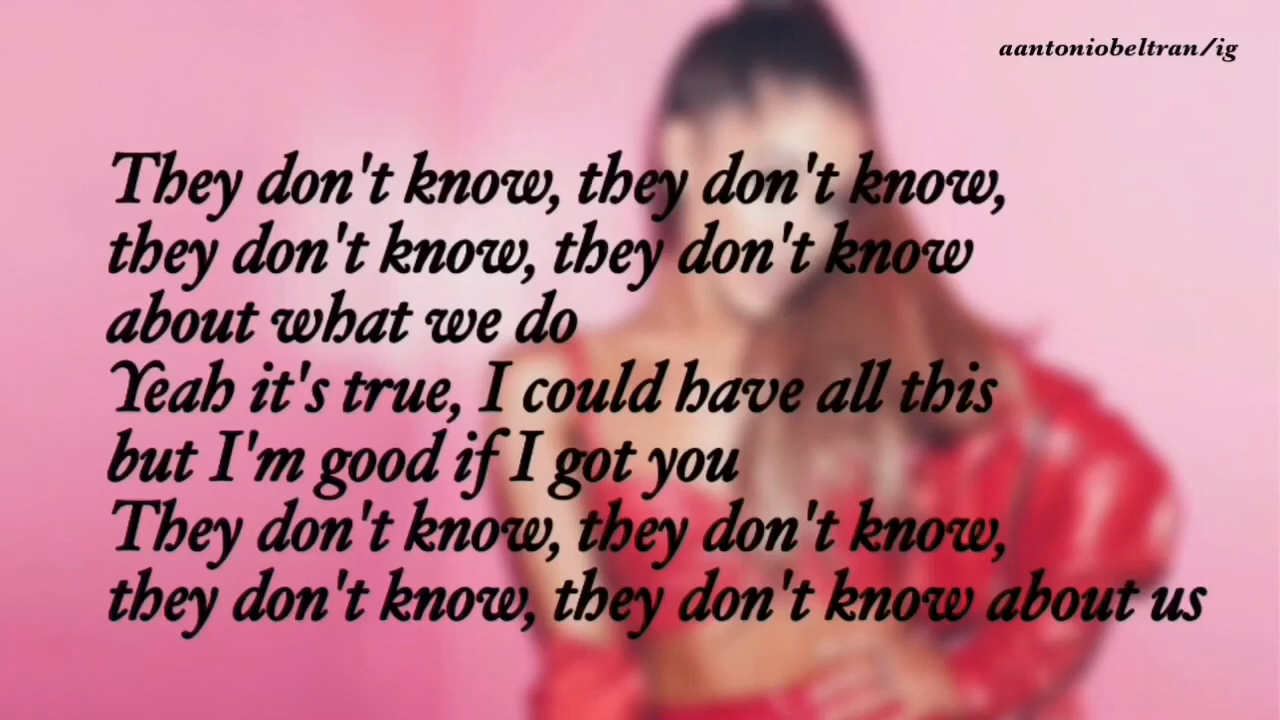 aantoniobeltran/ig
They don't know, they don't know,
they don't know, they don't know
about what we do
Yeah it's true, I could have all this
but I'm good if I got you
They don't know, they don't know,
they don't know, they don't know about us